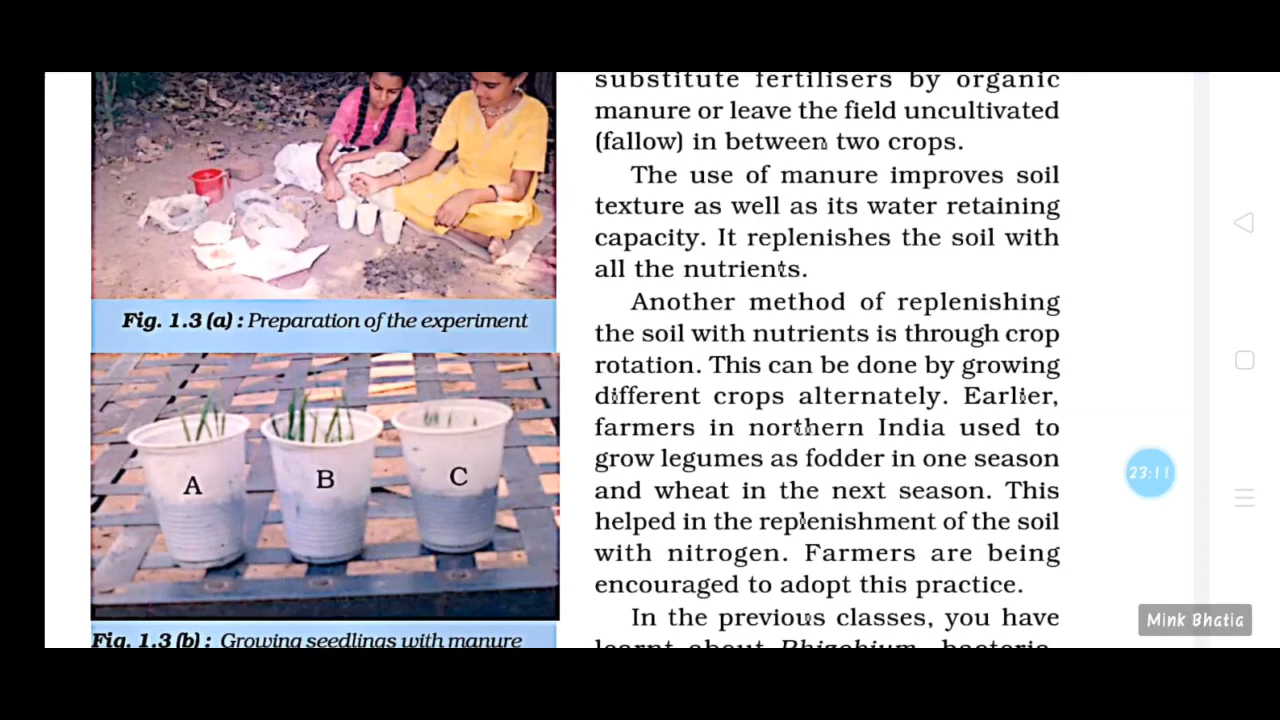 Fig. 1.3 (a) : Preparation of the experiment
A
B
C
Fig. 1.3 (b) : Growing seedlings with manure
substitute fertilisers by organic
manure or leave the field uncultivated
(fallow) in between two crops.
The use of manure improves soil
texture as well as its water retaining
capacity. It replenishes the soil with
all the nutrients.
Another method of replenishing
the soil with nutrients is through crop
rotation. This can be done by growing
different crops alternately. Earlier,
farmers in northern India used to
grow legumes as fodder in one season
and wheat in the next season. This
helped in the replenishment of the soil
with nitrogen. Farmers are being
encouraged to adopt this practice.
In the previous classes, you have
learnt about Rhizobium bacteria.
23:11
Mink Bhatia